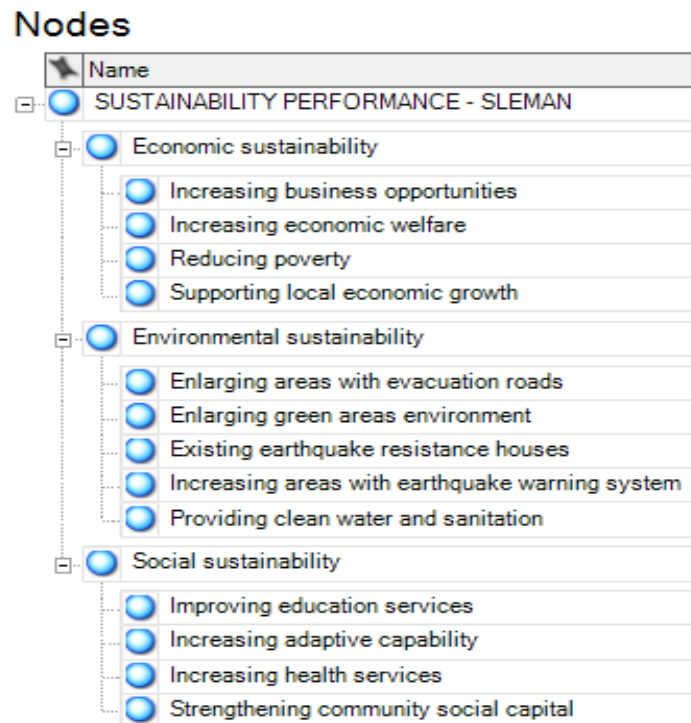 Nodes
Name
SUSTAINABILITY PERFORMANCE - SLEMAN
Economic sustainability
Increasing business opportunities
Increasing economic welfare
Reducing poverty
Supporting local economic growth
Environmental sustainability
Enlarging areas with evacuation roads
Enlarging green areas environment
Existing earthquake resistance houses
Increasing areas with earthquake warning system
Providing clean water and sanitation
Social sustainability
Improving education services
Increasing adaptive capability
Increasing health services
Strengthening community social capital